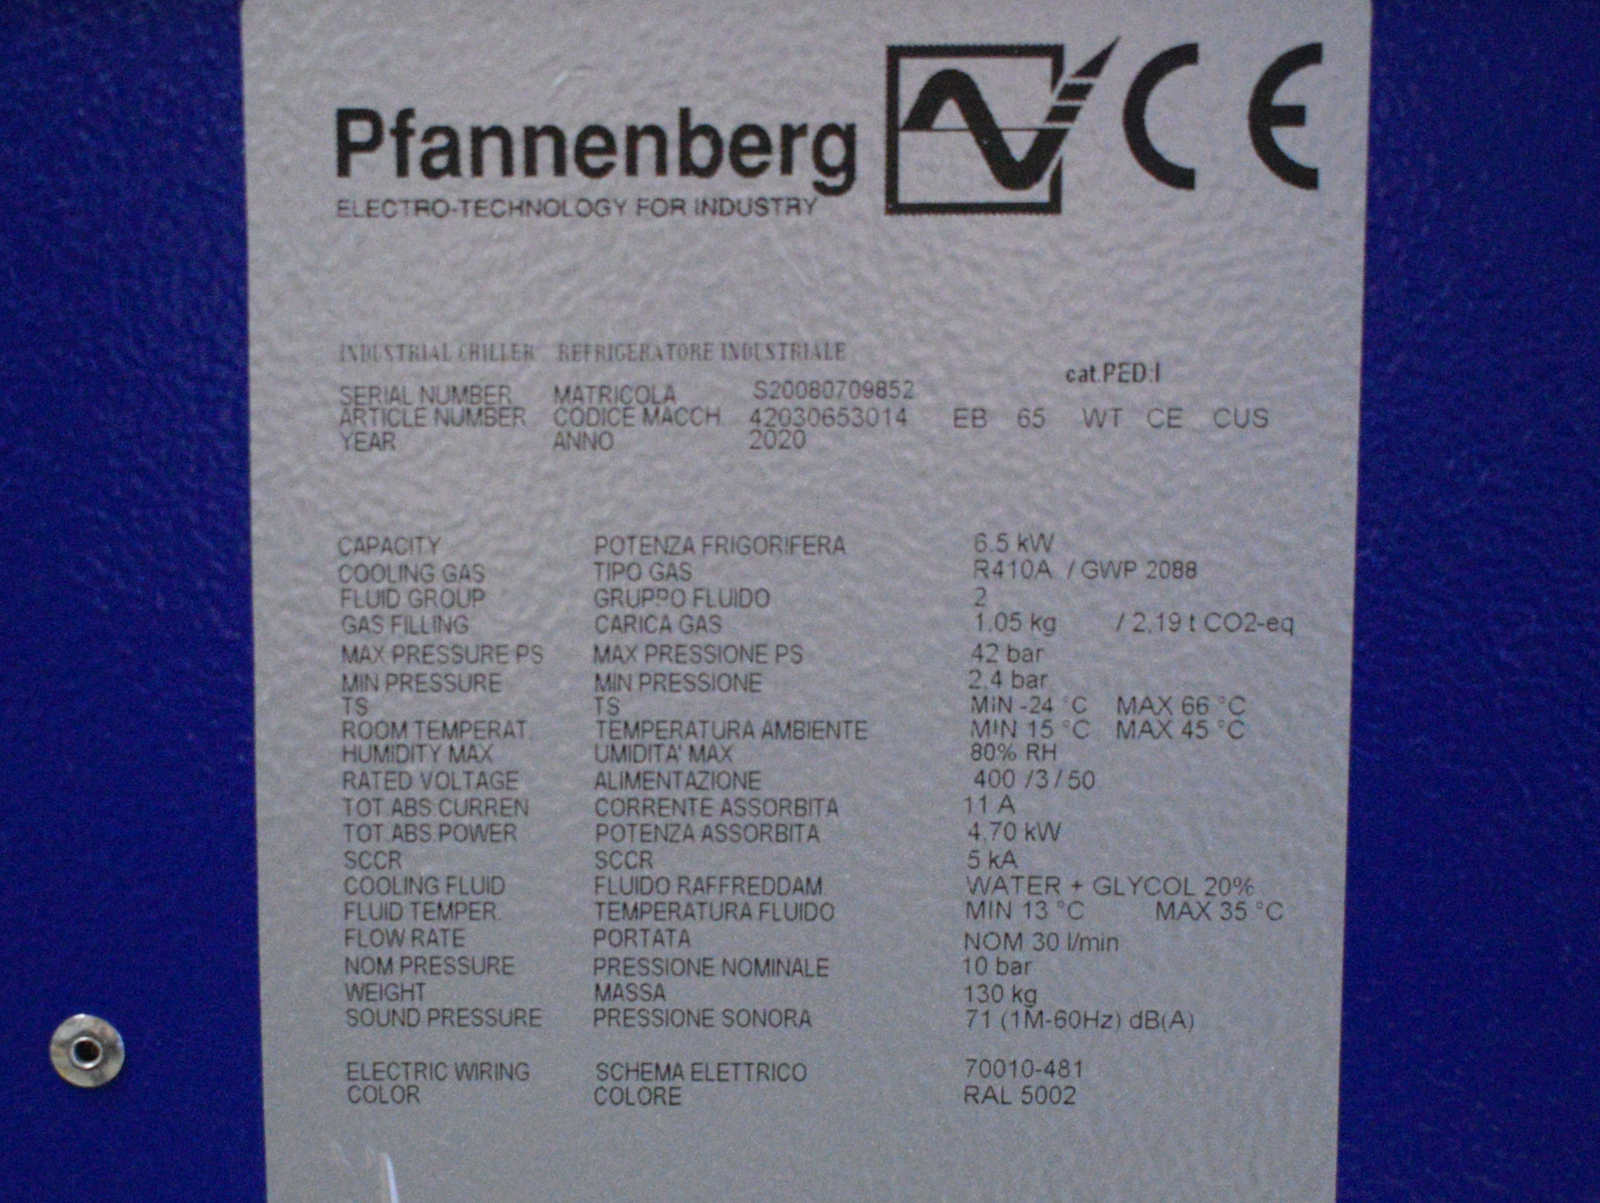 Pfannenberg
ELECTRO-TECHNOLOGY FOR INDUSTRY
CE
INDUSTRIAL CHILLER REFRIGERATORE INDUSTRIALE
cat.PED:I
SERIAL NUMBER MATRICOLA S20080709852
ARTICLE NUMBER CODICE MACCH. 42030653014 EB 65 WT CE CUS
YEAR ANNO 2020
CAPACITY POTENZA FRIGORIFERA 6.5 kW
COOLING GAS TIPO GAS R410A / GWP 2088
FLUID GROUP GRUPPO FLUIDO 2
GAS FILLING CARICA GAS 1,05 kg / 2,19 t CO2-eq
MAX PRESSURE PS MAX PRESSIONE PS 42 bar
MIN PRESSURE MIN PRESSIONE 2,4 bar
TS TS MIN -24 °C MAX 66 °C
ROOM TEMPERAT. TEMPERATURA AMBIENTE MIN 15 °C MAX 45 °C
HUMIDITY MAX UMIDITA' MAX 80% RH
RATED VOLTAGE ALIMENTAZIONE 400 /3 / 50
TOT.ABS.CURREN CORRENTE ASSORBITA 11 A
TOT.ABS.POWER POTENZA ASSORBITA 4,70 kW
SCCR SCCR 5 kA
COOLING FLUID FLUIDO RAFFREDDAM. WATER + GLYCOL 20%
FLUID TEMPER. TEMPERATURA FLUIDO MIN 13 °C MAX 35 °C
FLOW RATE PORTATA NOM 30 l/min
NOM PRESSURE PRESSIONE NOMINALE 10 bar
WEIGHT MASSA 130 kg
SOUND PRESSURE PRESSIONE SONORA 71 (1M-60Hz) dB(A)
ELECTRIC WIRING SCHEMA ELETTRICO 70010-481
COLOR COLORE RAL 5002